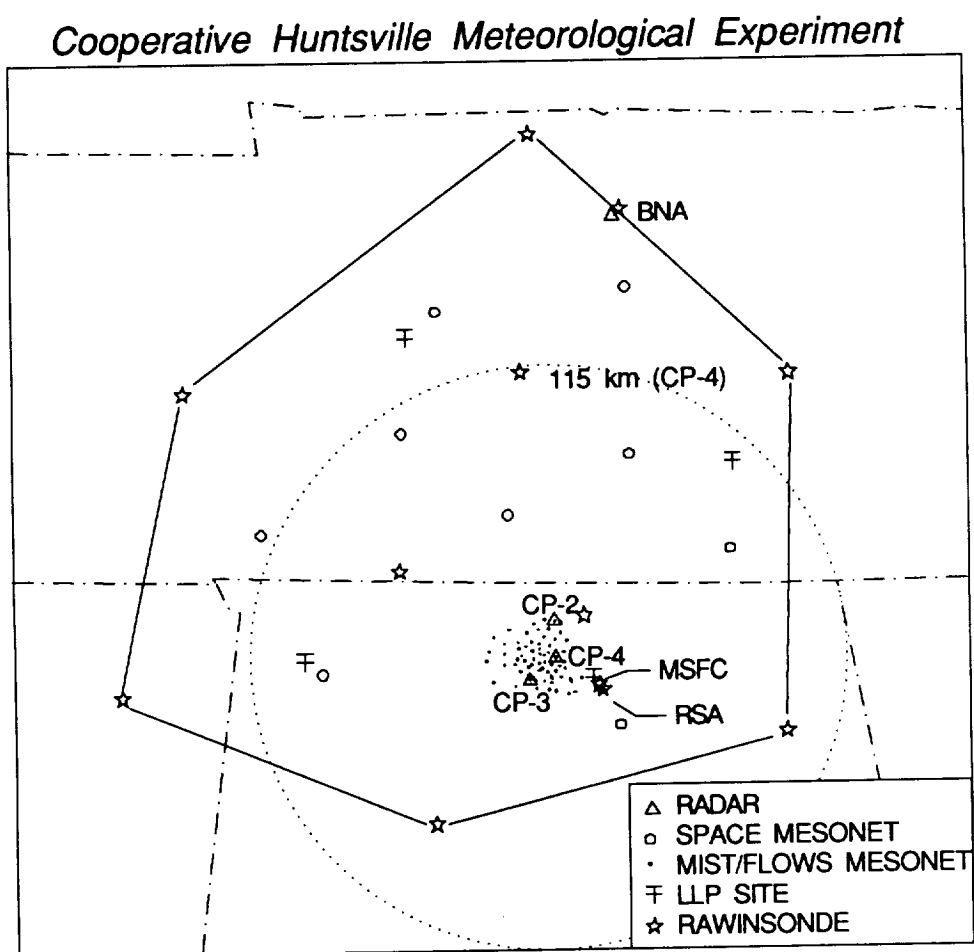 Cooperative Huntsville Meteorological Experiment
BNA
115 km (CP-4)
CP-2
CP-4
MSFC
CP-3
RSA
RADAR
SPACE MESONET
MIST/FLOWS MESONET
LLP SITE
RAWINSONDE